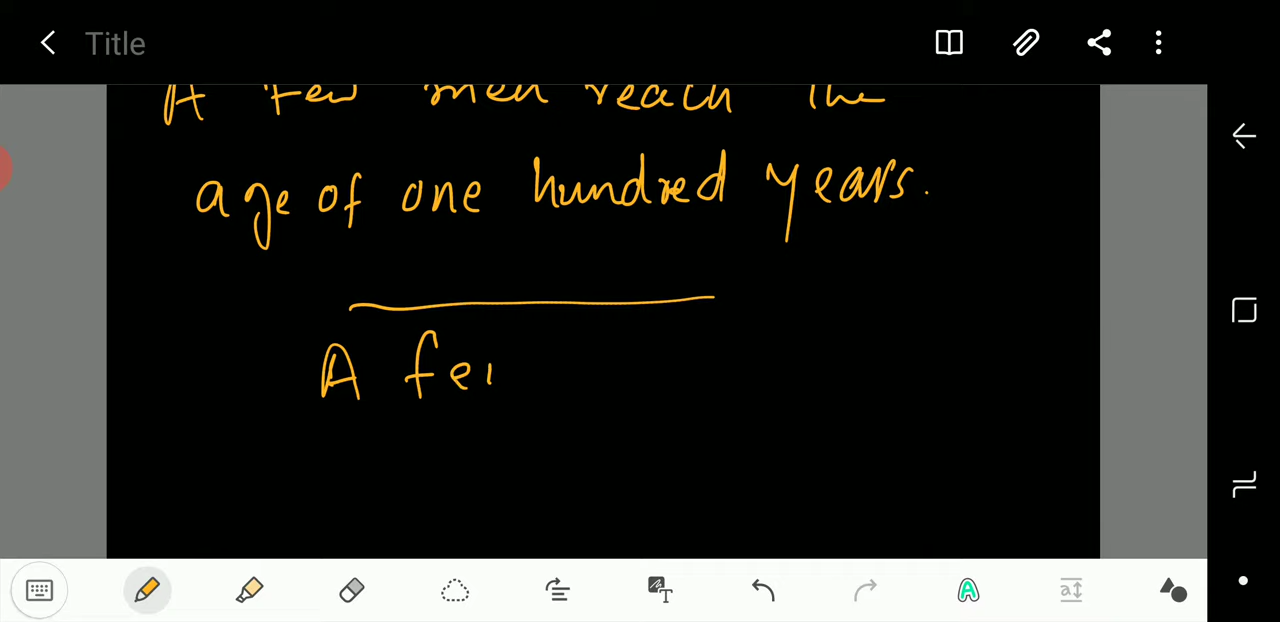 Title
A few men reach the
age of one hundred years.
A fe